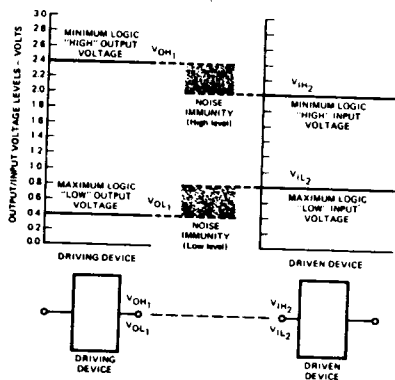 OUTPUT/INPUT VOLTAGE LEVELS – VOLTS
3.0
2.8
2.6
2.4
2.2
2.0
1.8
1.6
1.4
1.2
1.0
0.8
0.6
0.4
0.2
0.0
MINIMUM LOGIC
"HIGH" OUTPUT
VOLTAGE
VOH1
NOISE
IMMUNITY
(High level)
VIH2
MINIMUM LOGIC
"HIGH" INPUT
VOLTAGE
MAXIMUM LOGIC
"LOW" OUTPUT
VOLTAGE
VOL1
NOISE
IMMUNITY
(Low level)
VIL2
MAXIMUM LOGIC
"LOW" INPUT
VOLTAGE
DRIVING DEVICE
DRIVEN DEVICE
VOH1
VOL1
VIH2
VIL2
DRIVING
DEVICE
DRIVEN
DEVICE